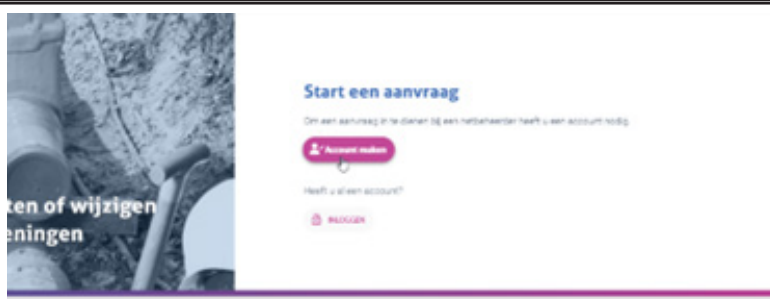 Start een aanvraag
Om een aanvraag in te dienen bij een netbeheerder heeft u een account nodig.
Account maken
Heeft u al een account?
INLOGGEN
ten of wijzigen
eningen